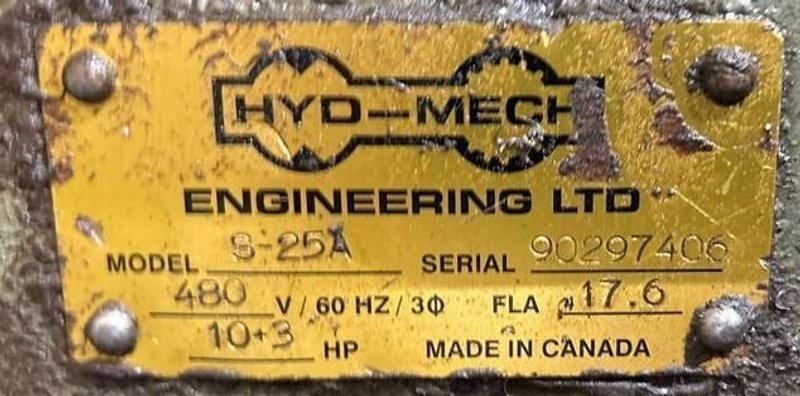 HYD-MECH
ENGINEERING LTD
MODEL S-25A SERIAL 90297406
480 V / 60 HZ / 3Φ FLA 17.6
10+3 HP MADE IN CANADA